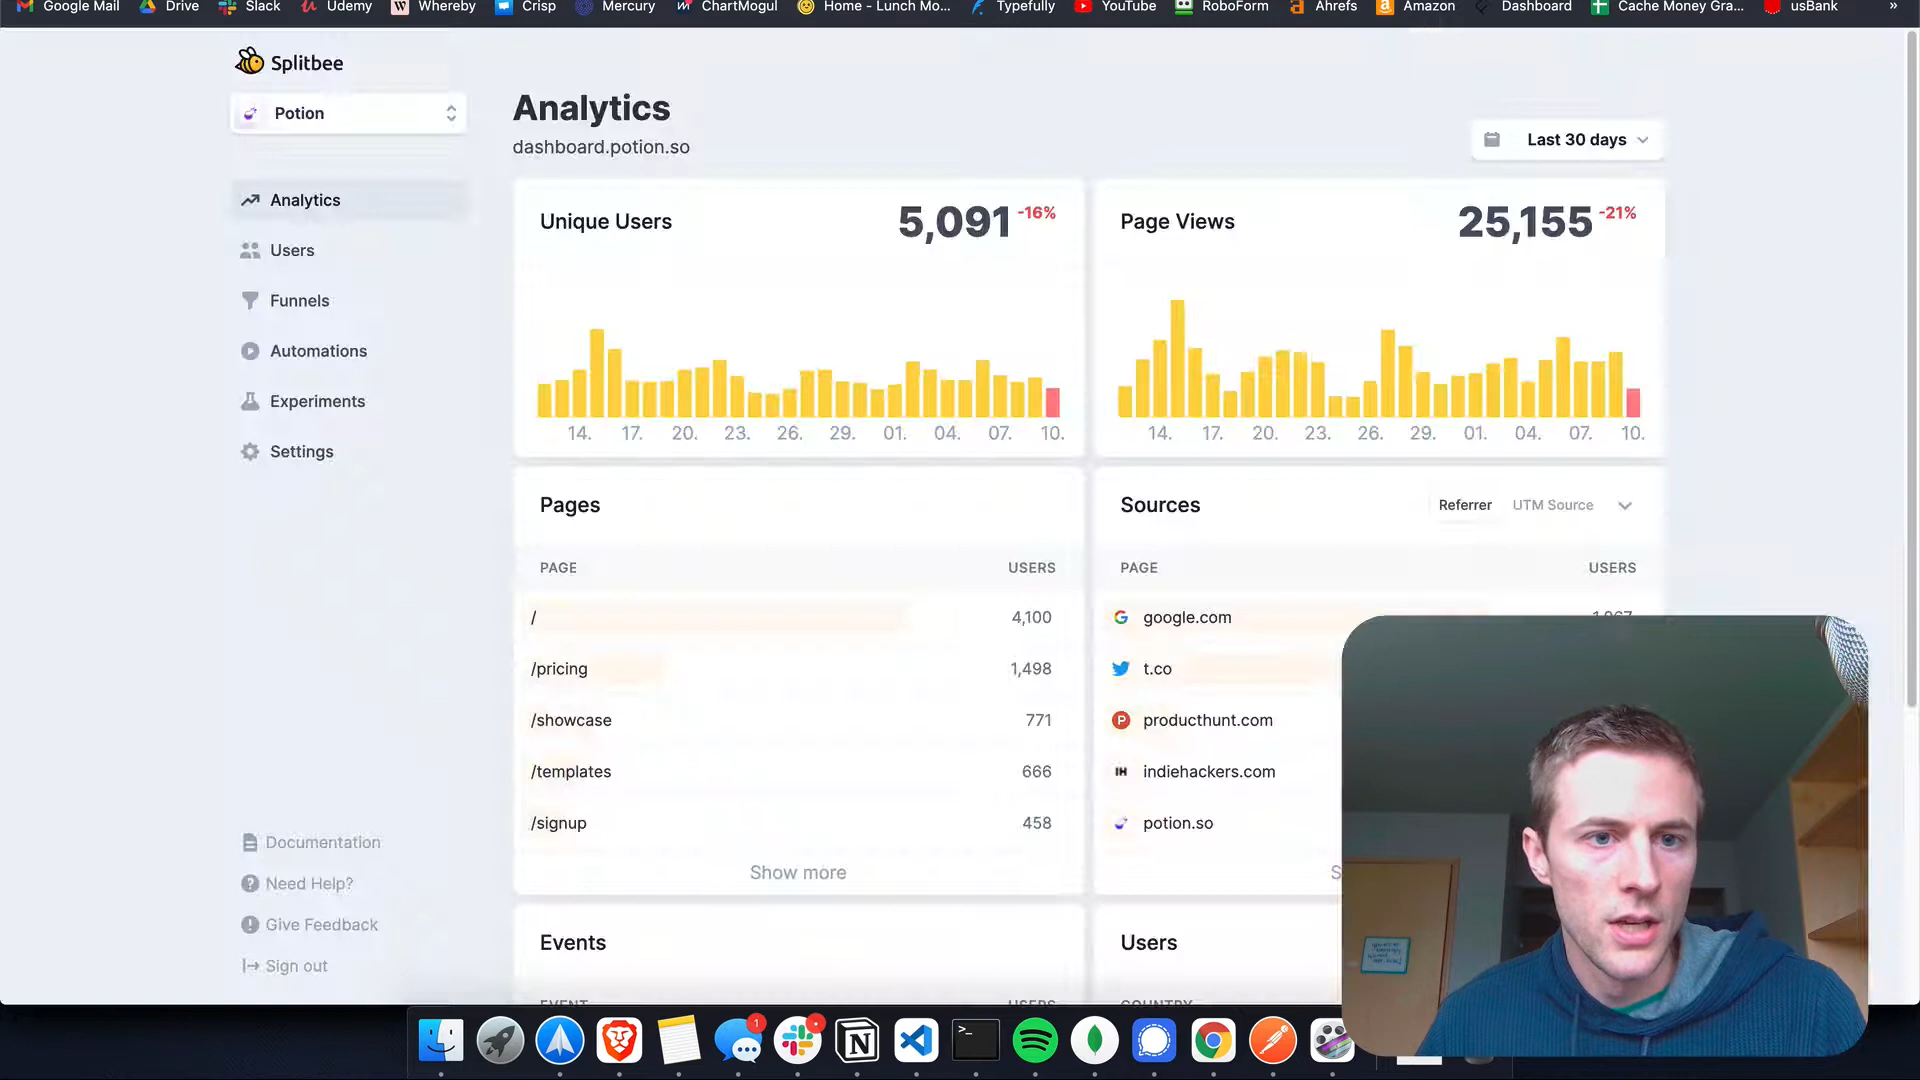 Google Mail Drive Slack Udemy Whereby Crisp Mercury ChartMogul Home - Lunch Mo... Typefully YouTube RoboForm Ahrefs Amazon Dashboard Cache Money Gra... usBank »
Splitbee
Potion
Analytics
Users
Funnels
Automations
Experiments
Settings
Documentation
Need Help?
Give Feedback
Sign out
Analytics
dashboard.potion.so
Last 30 days
Unique Users 5,091 -16%
14. 17. 20. 23. 26. 29. 01. 04. 07. 10.
Page Views 25,155 -21%
14. 17. 20. 23. 26. 29. 01. 04. 07. 10.
Pages
PAGE USERS
/ 4,100
/pricing 1,498
/showcase 771
/templates 666
/signup 458
Show more
Sources Referrer UTM Source
PAGE USERS
google.com
t.co
producthunt.com
indiehackers.com
potion.so
S
Events
EVENT USERS
Users
COUNTRY
1